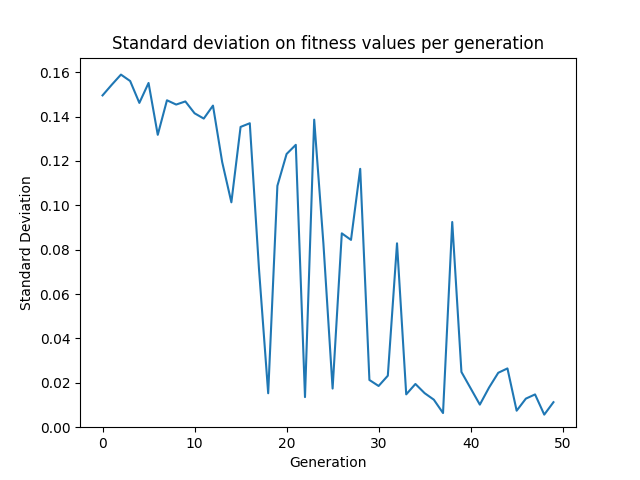 Standard deviation on fitness values per generation
Standard Deviation
0.16
0.14
0.12
0.10
0.08
0.06
0.04
0.02
0.00
0 10 20 30 40 50
Generation